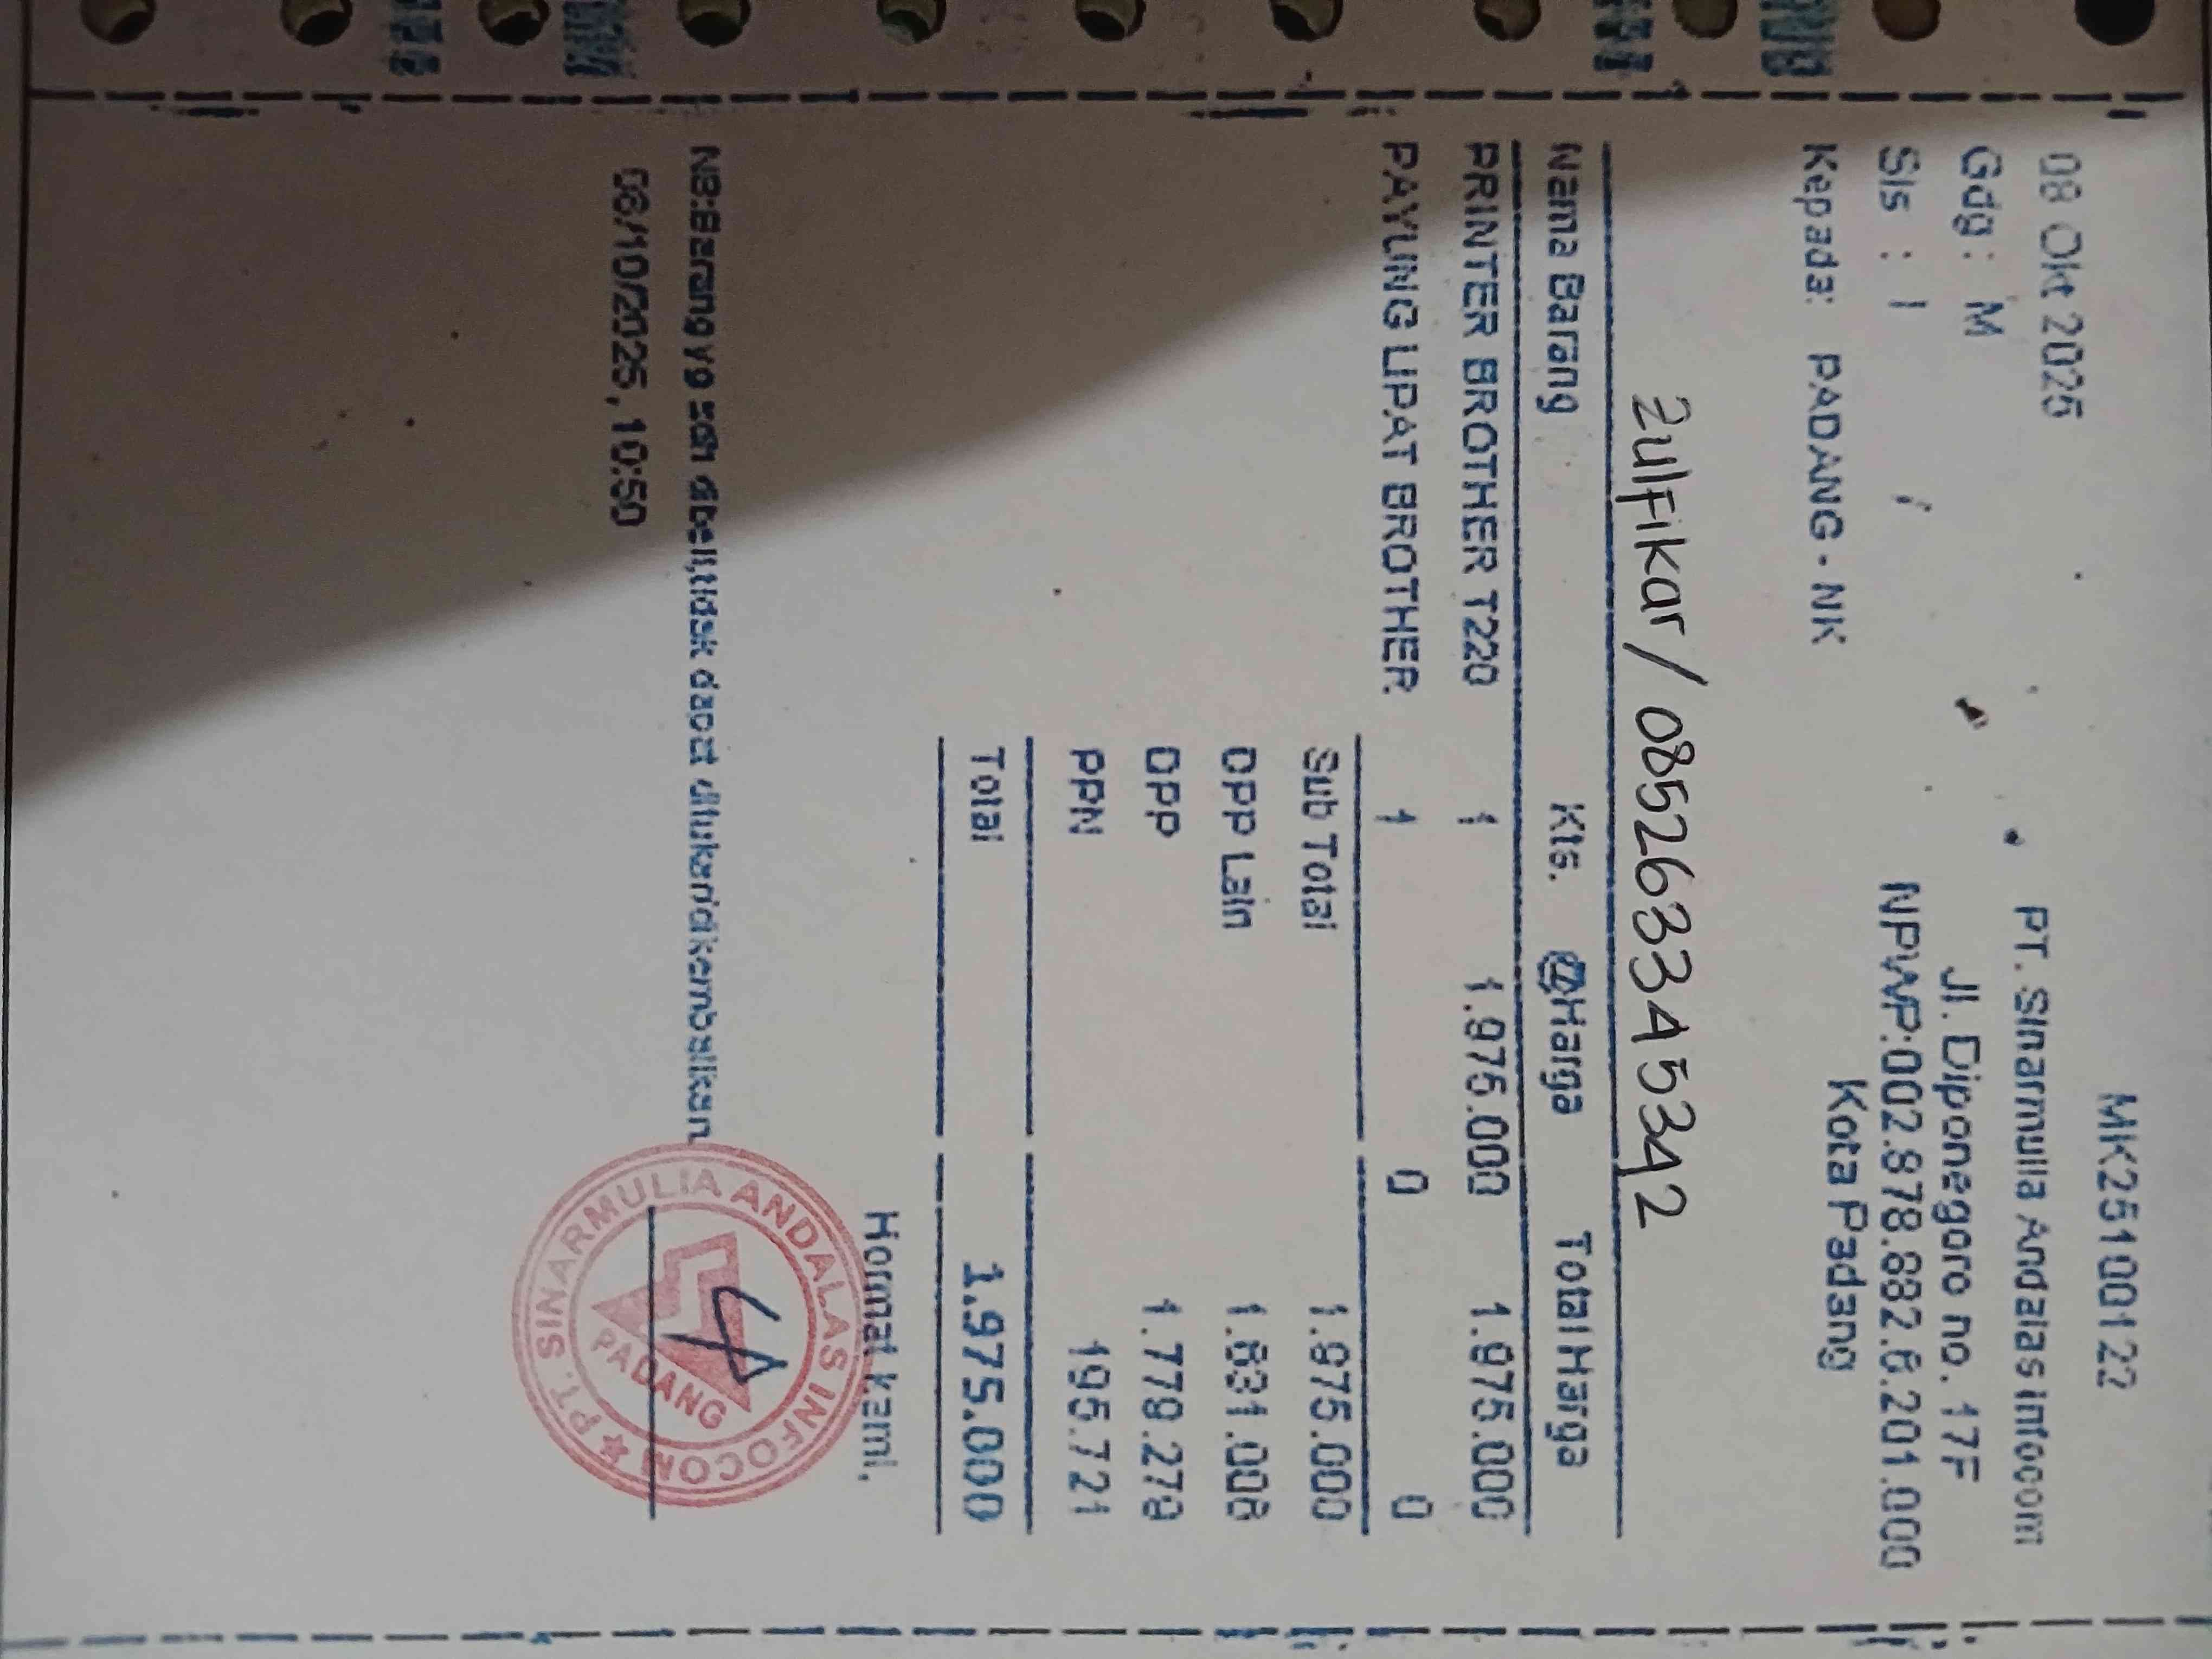 MK25100122
08 Okt 2025
PT. Sinarmulia Andalas Infocom
Gdg : M
Jl. Diponegoro no. 17F
Sls : I /
NPWP:002.878.882.6.201.000
Kepada: PADANG - NK
Kota Padang
Zulfikar / 085263345342
Nama Barang Kts. @Harga Total Harga
PRINTER BROTHER T220 1 1.975.000 1.975.000
PAYUNG LIPAT BROTHER 1 0 0
Sub Total 1.975.000
DPP Lain 1.631.006
DPP 1.779.279
PPN 195.721
Total 1.975.000
Hormat kami,
NB:Barang yg sdh dibeli,tidak dapat ditukar/dikembalikan
08/10/2025, 10:50
PT. SINARMULIA ANDALAS INFOCOM
PADANG